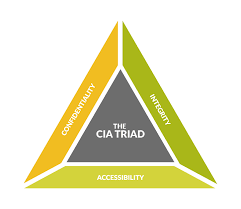 CONFIDENTIALITY
INTEGRITY
THE
CIA TRIAD
ACCESSIBILITY